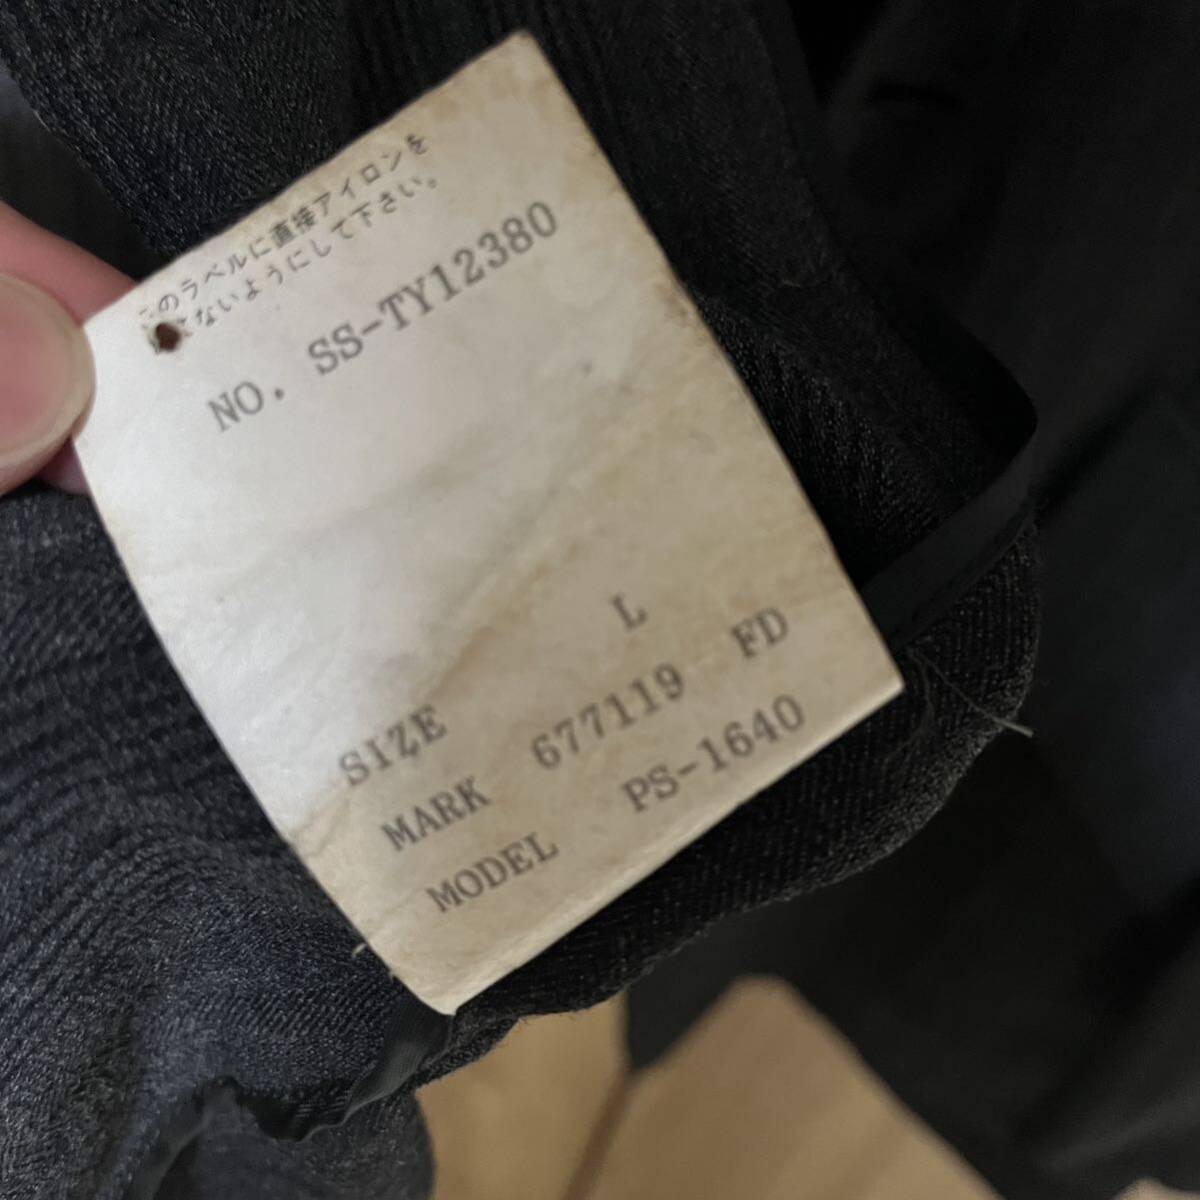 このラベルに直接アイロンを
ないようにして下さい。
NO. SS-TY12380
SIZE L
MARK 677119 FD
MODEL PS-1640